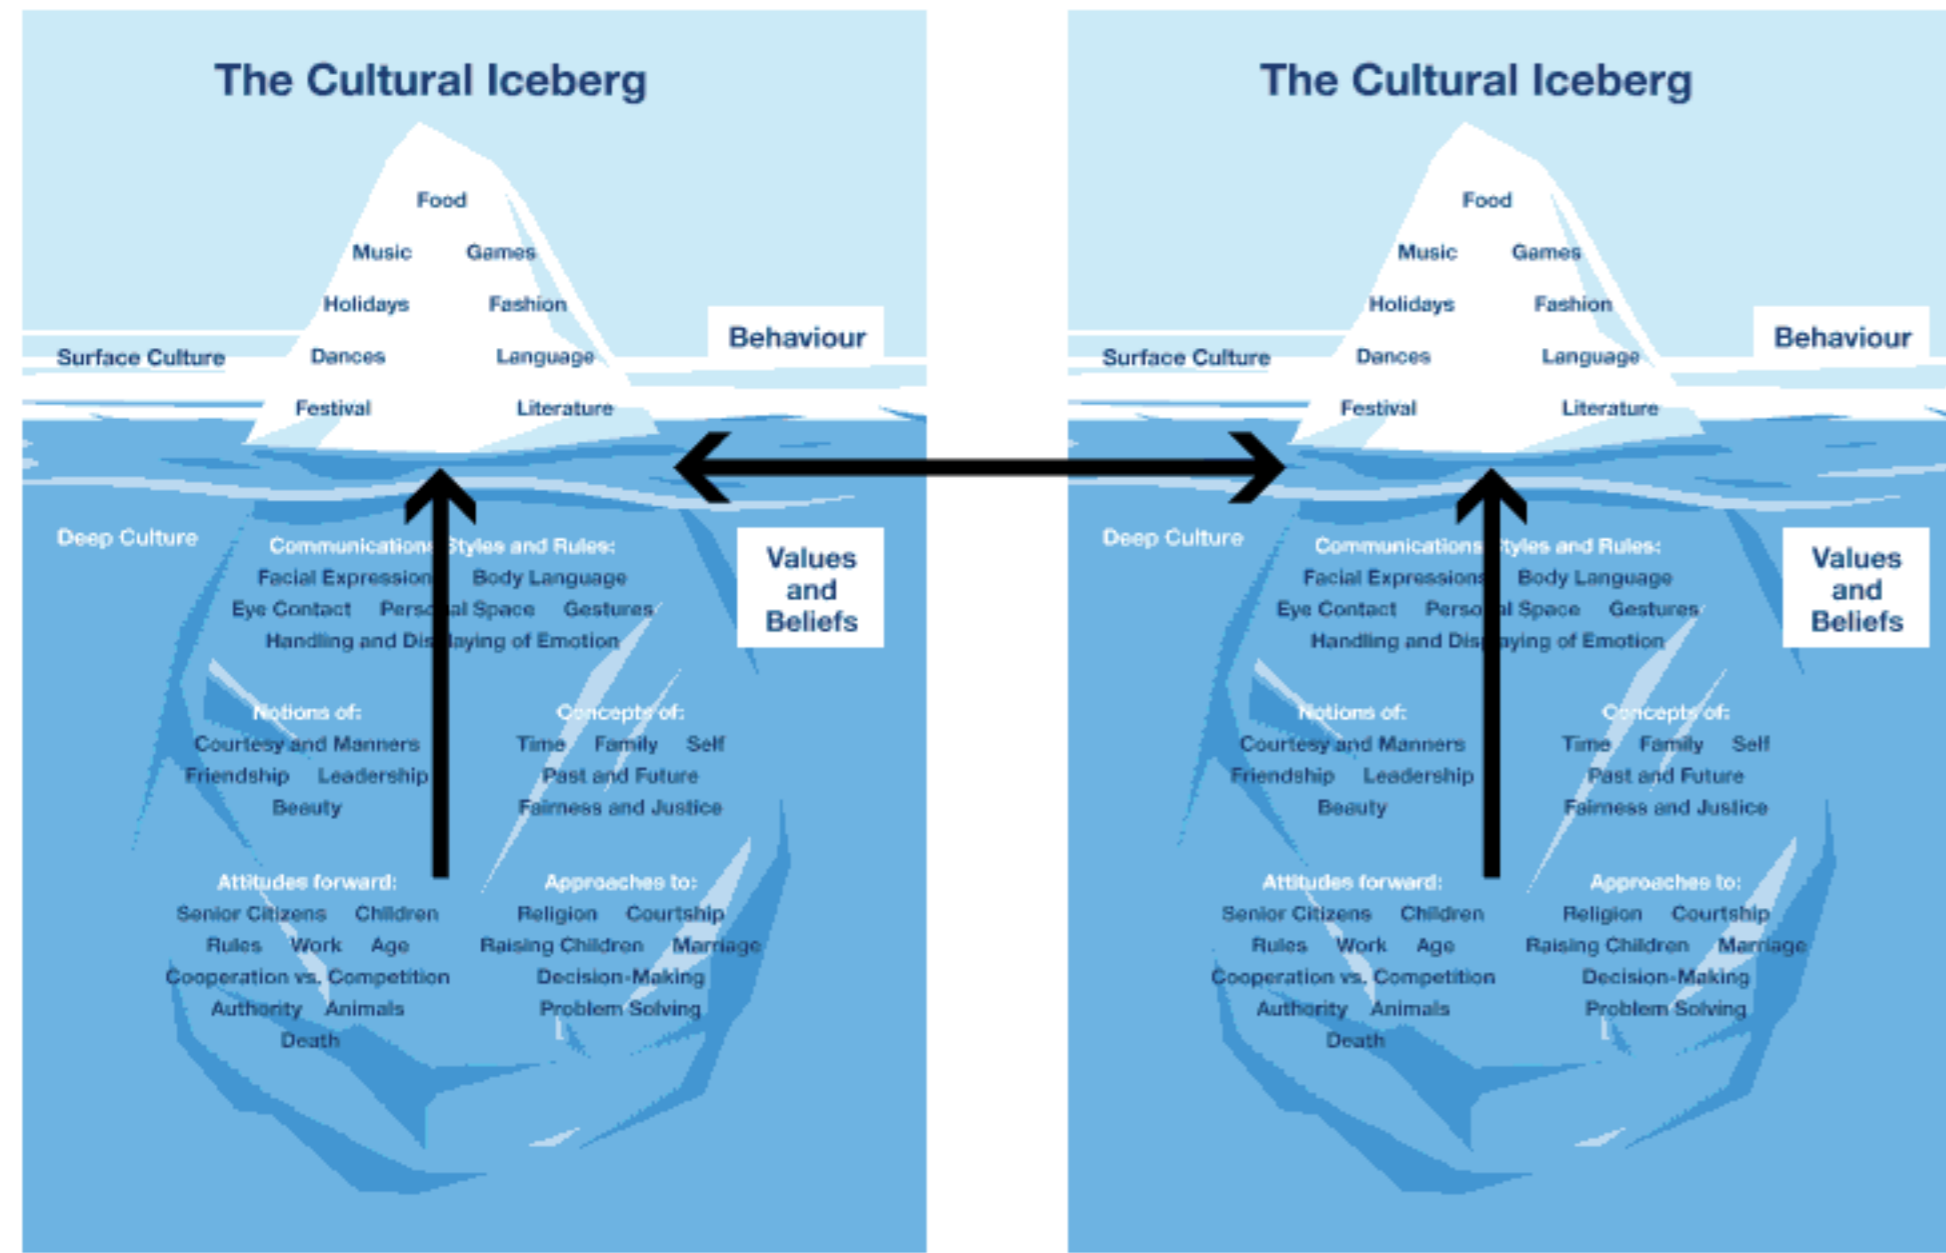 The Cultural Iceberg
Food
Music Games
Holidays Fashion
Behaviour
Surface Culture Dances Language
Festival Literature
Deep Culture
Communications Styles and Rules:
Values
and
Beliefs
Facial Expression Body Language
Eye Contact Personal Space Gestures
Handling and Displaying of Emotion
Notions of:
Courtesy and Manners
Friendship Leadership
Beauty
Concepts of:
Time Family Self
Past and Future
Fairness and Justice
Attitudes forward:
Senior Citizens Children
Rules Work Age
Cooperation vs. Competition
Authority Animals
Death
Approaches to:
Religion Courtship
Raising Children Marriage
Decision-Making
Problem Solving
The Cultural Iceberg
Food
Music Games
Holidays Fashion
Behaviour
Surface Culture Dances Language
Festival Literature
Deep Culture
Communications Styles and Rules:
Values
and
Beliefs
Facial Expressions Body Language
Eye Contact Personal Space Gestures
Handling and Displaying of Emotion
Notions of:
Courtesy and Manners
Friendship Leadership
Beauty
Concepts of:
Time Family Self
Past and Future
Fairness and Justice
Attitudes forward:
Senior Citizens Children
Rules Work Age
Cooperation vs. Competition
Authority Animals
Death
Approaches to:
Religion Courtship
Raising Children Marriage
Decision-Making
Problem Solving